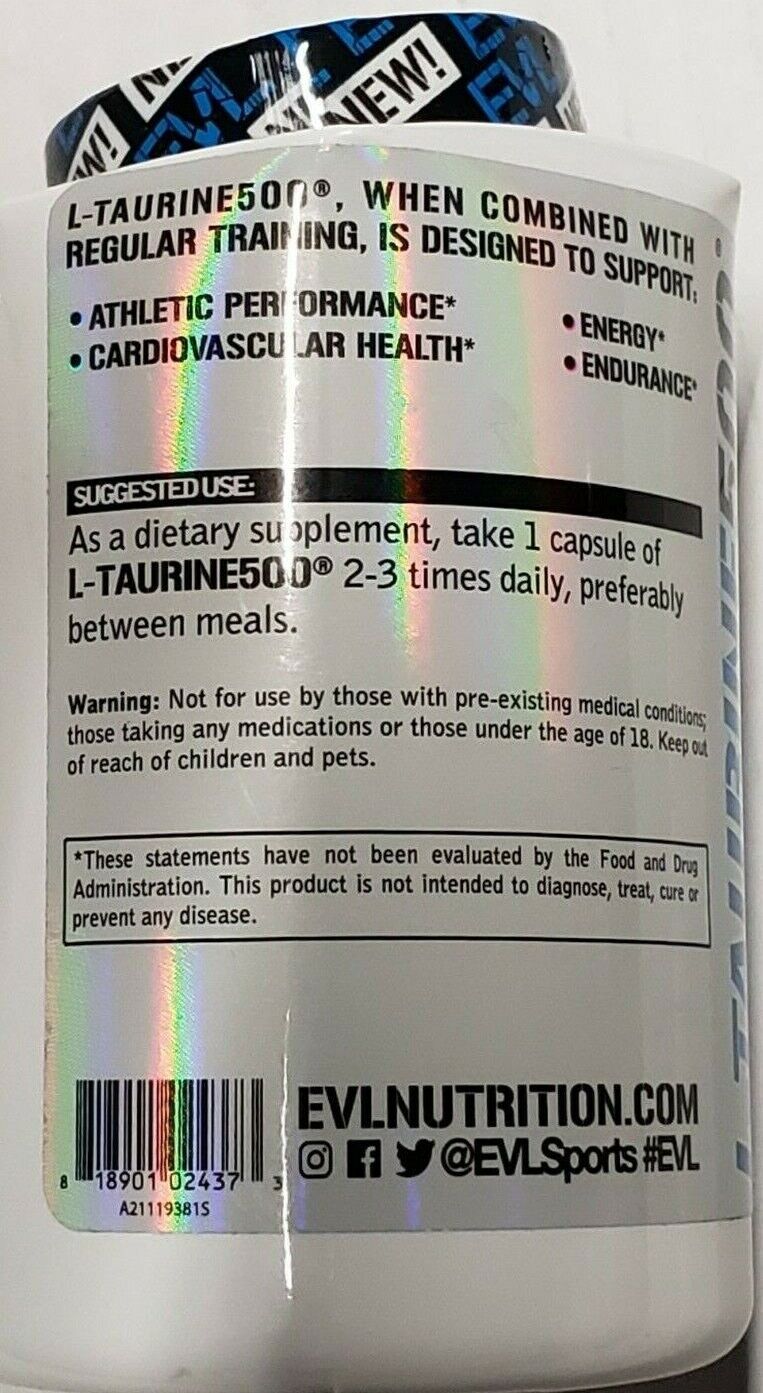 NEW!
L-TAURINE500®, WHEN COMBINED WITH
REGULAR TRAINING, IS DESIGNED TO SUPPORT:
• ATHLETIC PERFORMANCE* • ENERGY*
• CARDIOVASCULAR HEALTH* • ENDURANCE*
SUGGESTED USE:
As a dietary supplement, take 1 capsule of
L-TAURINE500® 2-3 times daily, preferably
between meals.
Warning: Not for use by those with pre-existing medical conditions;
those taking any medications or those under the age of 18. Keep out
of reach of children and pets.
*These statements have not been evaluated by the Food and Drug
Administration. This product is not intended to diagnose, treat, cure or
prevent any disease.
EVLNUTRITION.COM
@EVLSports #EVL
8 18901 02437 3
A21119381S
L-TAURINE500®